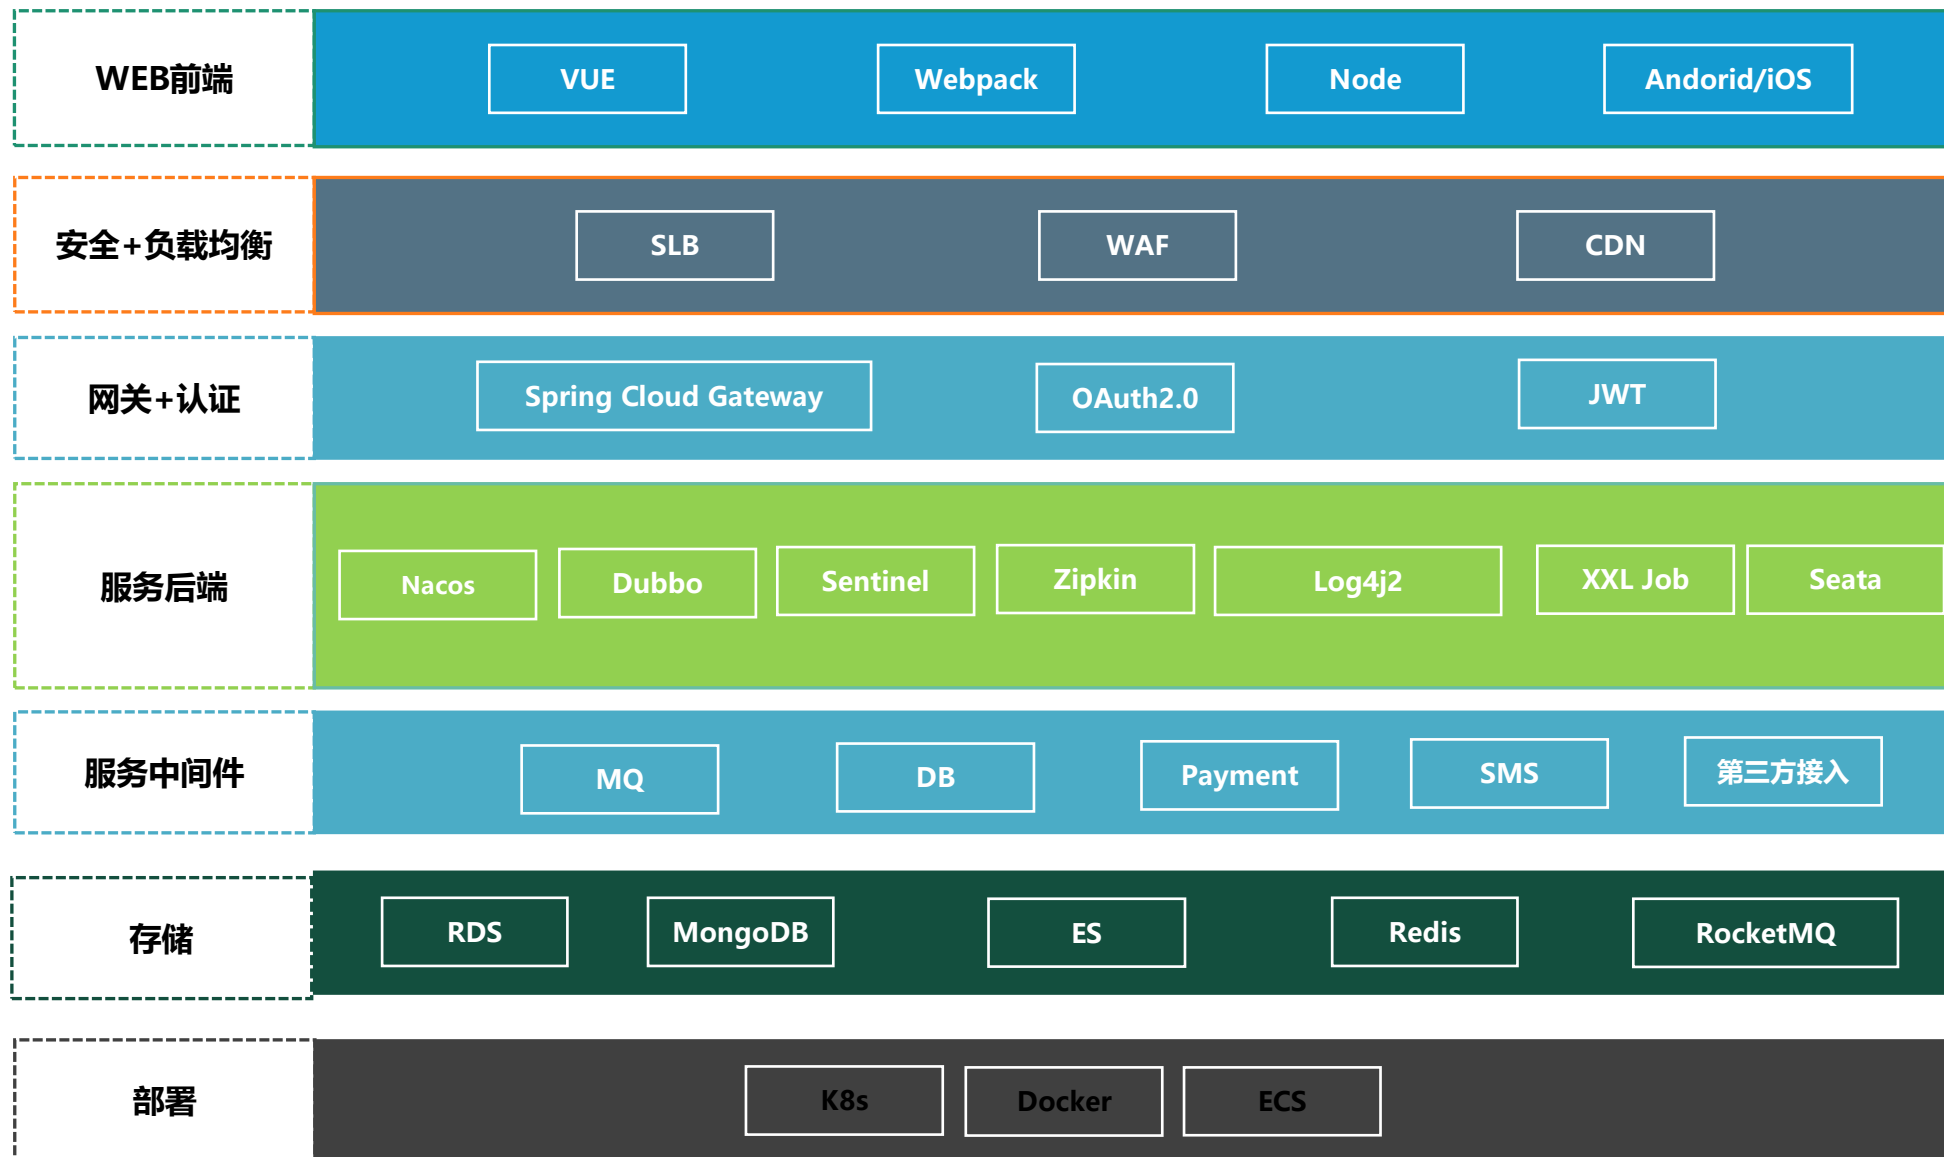 WEB前端
VUE
Webpack
Node
Andorid/iOS
安全+负载均衡
SLB
WAF
CDN
网关+认证
Spring Cloud Gateway
OAuth2.0
JWT
服务后端
Nacos
Dubbo
Sentinel
Zipkin
Log4j2
XXL Job
Seata
服务中间件
MQ
DB
Payment
SMS
第三方接入
存储
RDS
MongoDB
ES
Redis
RocketMQ
部署
K8s
Docker
ECS